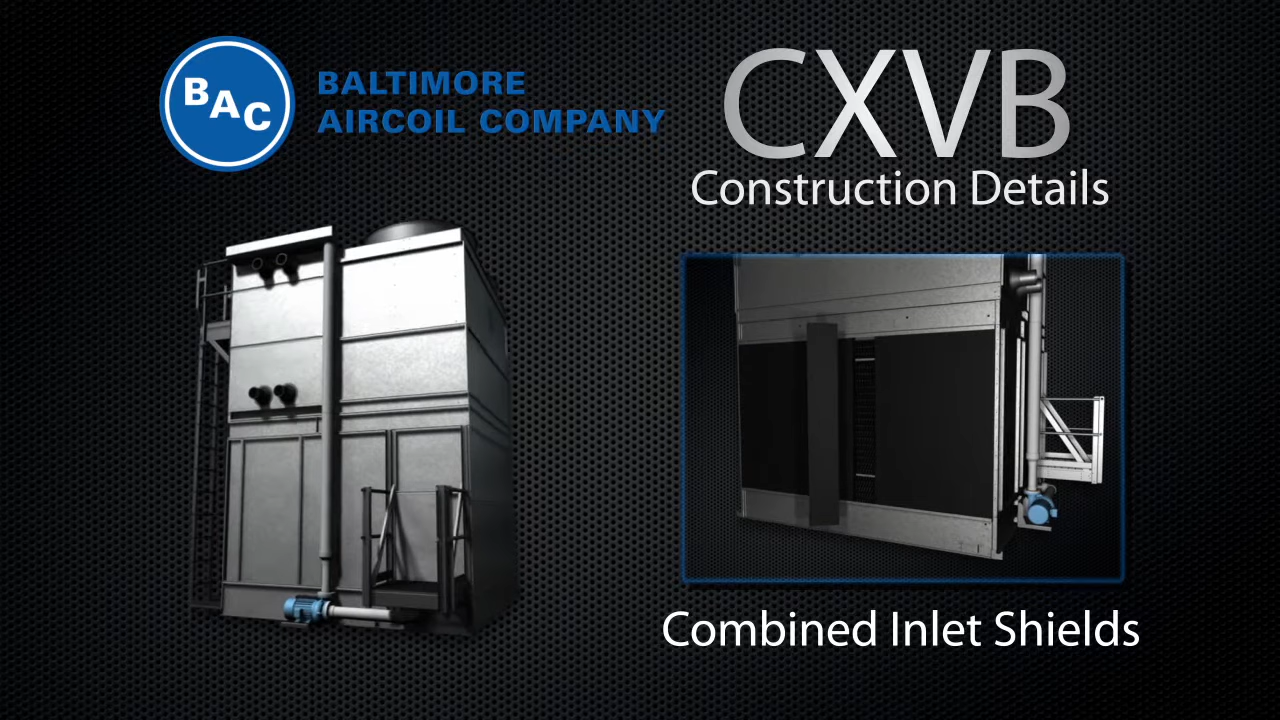 BAC
BALTIMORE
AIRCOIL COMPANY
CXVB
Construction Details
Combined Inlet Shields